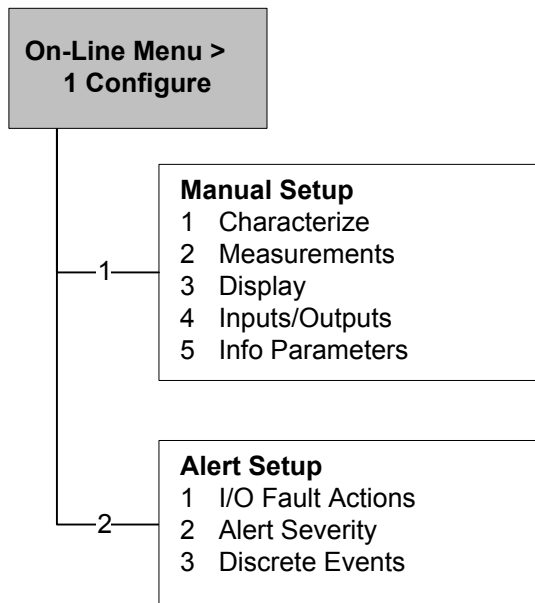 On-Line Menu >
1 Configure
1
Manual Setup
1 Characterize
2 Measurements
3 Display
4 Inputs/Outputs
5 Info Parameters
2
Alert Setup
1 I/O Fault Actions
2 Alert Severity
3 Discrete Events